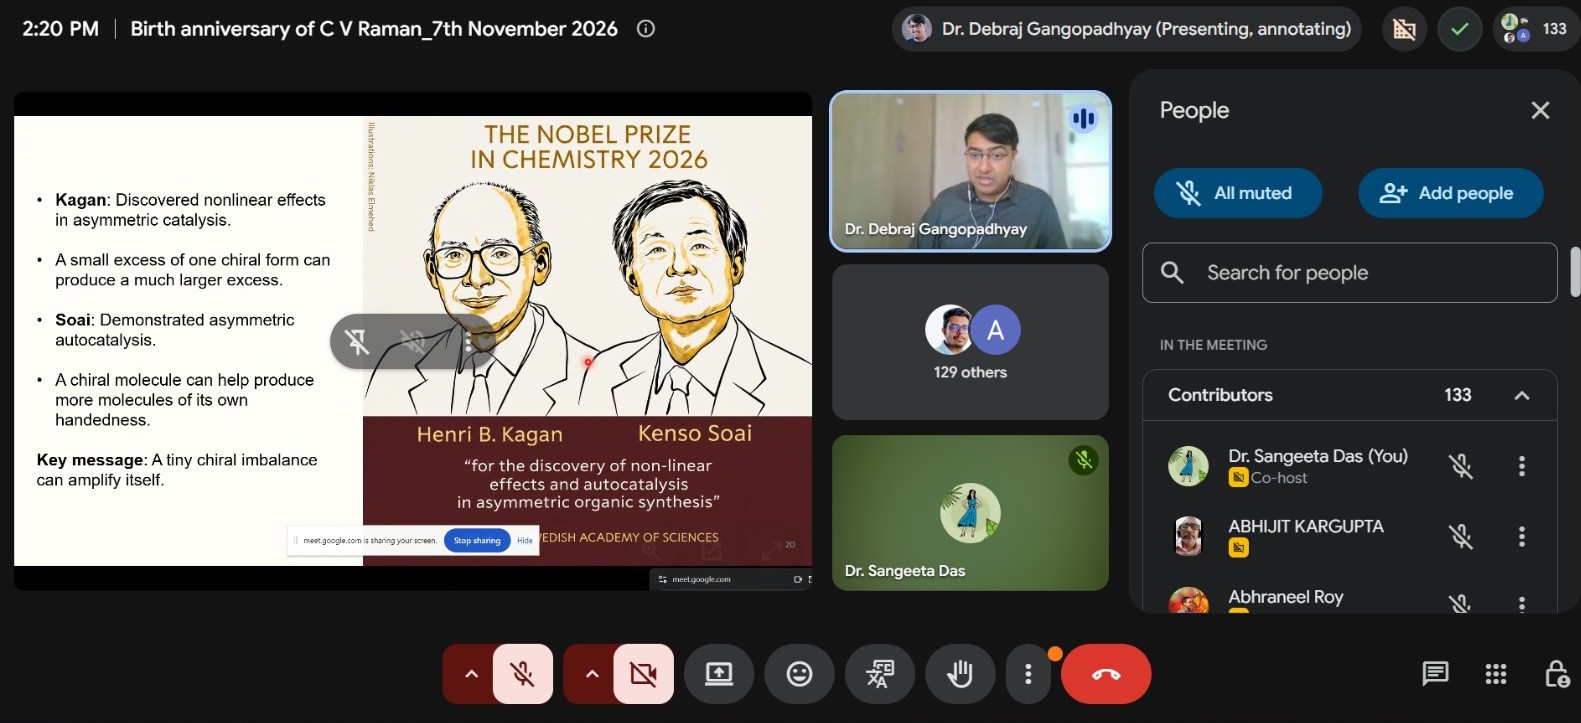 2:20 PM | Birth anniversary of C V Raman_7th November 2026
Dr. Debraj Gangopadhyay (Presenting, annotating)
133
Illustrations: Niklas Elmehed
THE NOBEL PRIZE
IN CHEMISTRY 2026
• Kagan: Discovered nonlinear effects
in asymmetric catalysis.
• A small excess of one chiral form can
produce a much larger excess.
• Soai: Demonstrated asymmetric
autocatalysis.
• A chiral molecule can help produce
more molecules of its own
handedness.
Key message: A tiny chiral imbalance
can amplify itself.
Henri B. Kagan
Kenso Soai
“for the discovery of non-linear
effects and autocatalysis
in asymmetric organic synthesis”
EDISH ACADEMY OF SCIENCES
20
meet.google.com is sharing your screen.
Stop sharing
Hide
meet.google.com
Dr. Debraj Gangopadhyay
A
129 others
Dr. Sangeeta Das
People
All muted
Add people
Search for people
IN THE MEETING
Contributors 133
Dr. Sangeeta Das (You)
Co-host
ABHIJIT KARGUPTA
Abhraneel Roy